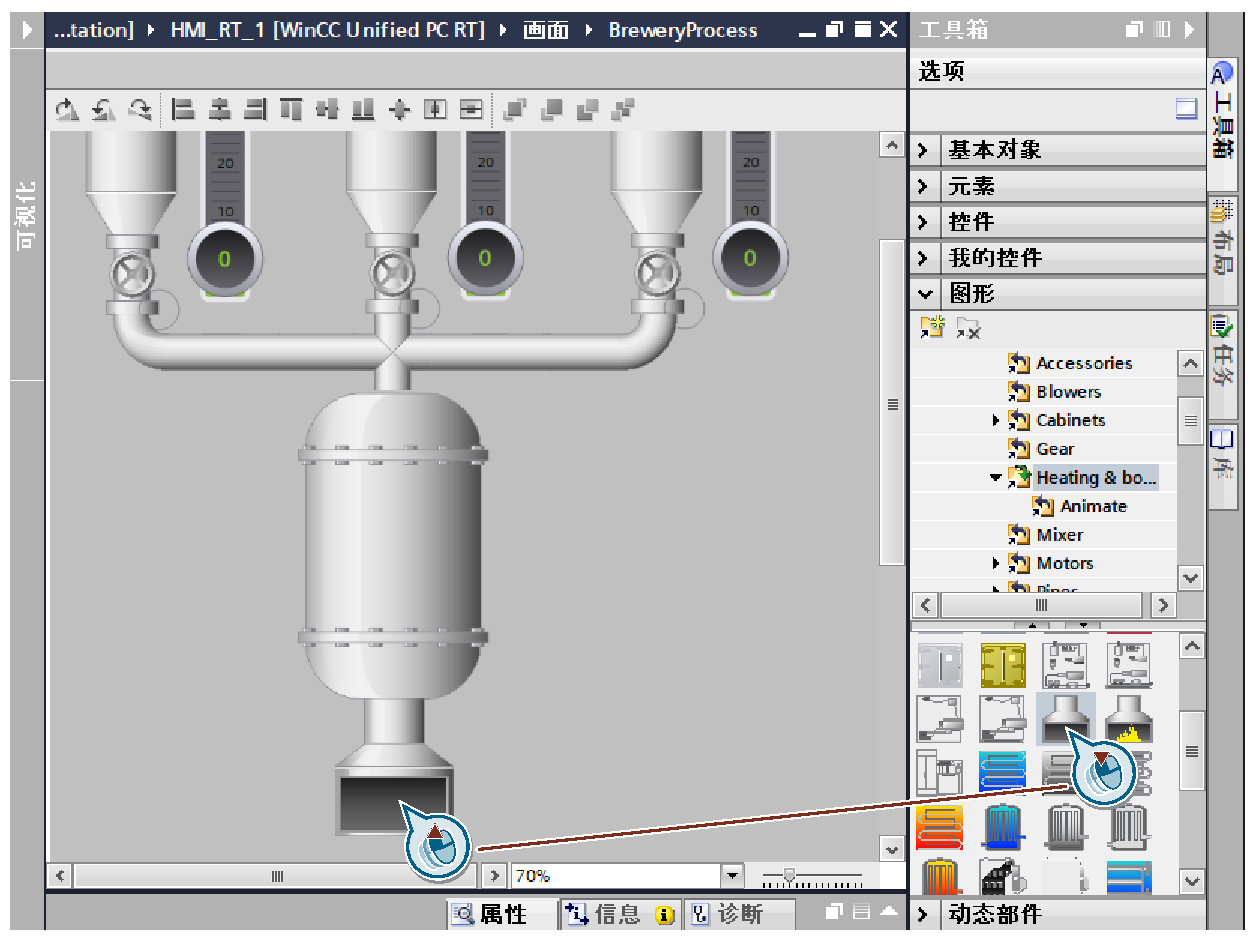 ...tation] HMI_RT_1 [WinCC Unified PC RT] 画面 BreweryProcess
工具箱
选项
可视化
20 20 20
10 10 10
0 0 0
基本对象
元素
控件
我的控件
图形
Accessories
Blowers
Cabinets
Gear
Heating & bo...
Animate
Mixer
Motors
Pipes
70%
动态部件
属性 信息 诊断
工具箱
布局
任务
库